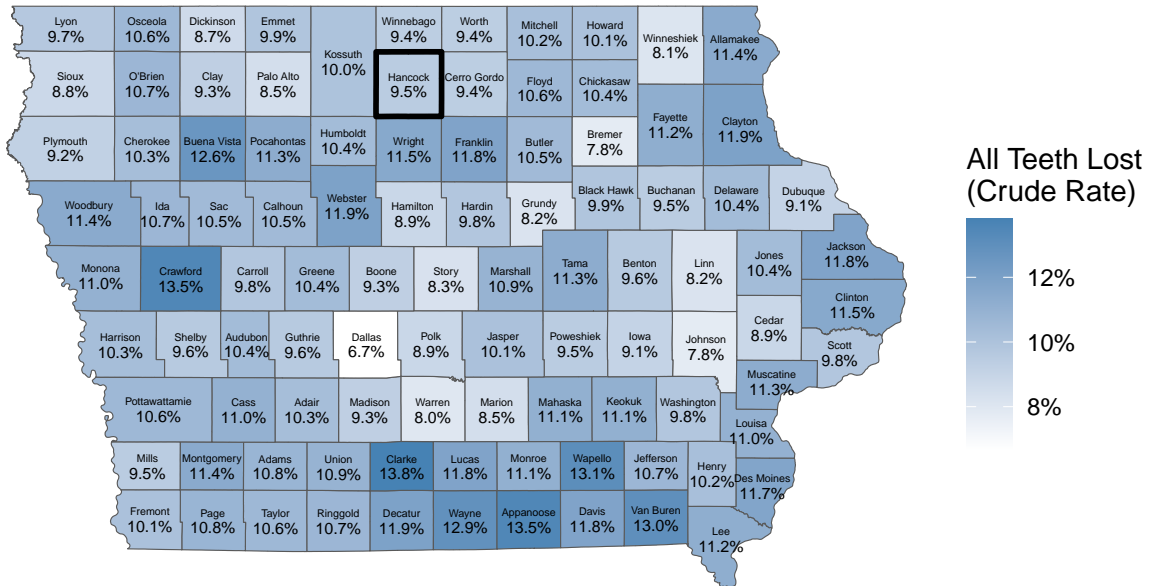 Lyon
9.7%
Osceola
10.6%
Dickinson
8.7%
Emmet
9.9%
Kossuth
10.0%
Winnebago
9.4%
Worth
9.4%
Mitchell
10.2%
Howard
10.1%
Winneshiek
8.1%
Allamakee
11.4%
Sioux
8.8%
O'Brien
10.7%
Clay
9.3%
Palo Alto
8.5%
Hancock
9.5%
Cerro Gordo
9.4%
Floyd
10.6%
Chickasaw
10.4%
Fayette
11.2%
Clayton
11.9%
Plymouth
9.2%
Cherokee
10.3%
Buena Vista
12.6%
Pocahontas
11.3%
Humboldt
10.4%
Wright
11.5%
Franklin
11.8%
Butler
10.5%
Bremer
7.8%
Woodbury
11.4%
Ida
10.7%
Sac
10.5%
Calhoun
10.5%
Webster
11.9%
Hamilton
8.9%
Hardin
9.8%
Grundy
8.2%
Black Hawk
9.9%
Buchanan
9.5%
Delaware
10.4%
Dubuque
9.1%
Monona
11.0%
Crawford
13.5%
Carroll
9.8%
Greene
10.4%
Boone
9.3%
Story
8.3%
Marshall
10.9%
Tama
11.3%
Benton
9.6%
Linn
8.2%
Jones
10.4%
Jackson
11.8%
Clinton
11.5%
Harrison
10.3%
Shelby
9.6%
Audubon
10.4%
Guthrie
9.6%
Dallas
6.7%
Polk
8.9%
Jasper
10.1%
Poweshiek
9.5%
Iowa
9.1%
Johnson
7.8%
Cedar
8.9%
Scott
9.8%
Muscatine
11.3%
Pottawattamie
10.6%
Cass
11.0%
Adair
10.3%
Madison
9.3%
Warren
8.0%
Marion
8.5%
Mahaska
11.1%
Keokuk
11.1%
Washington
9.8%
Louisa
11.0%
Mills
9.5%
Montgomery
11.4%
Adams
10.8%
Union
10.9%
Clarke
13.8%
Lucas
11.8%
Monroe
11.1%
Wapello
13.1%
Jefferson
10.7%
Henry
10.2%
Des Moines
11.7%
Fremont
10.1%
Page
10.8%
Taylor
10.6%
Ringgold
10.7%
Decatur
11.9%
Wayne
12.9%
Appanoose
13.5%
Davis
11.8%
Van Buren
13.0%
Lee
11.2%
All Teeth Lost
(Crude Rate)
12%
10%
8%